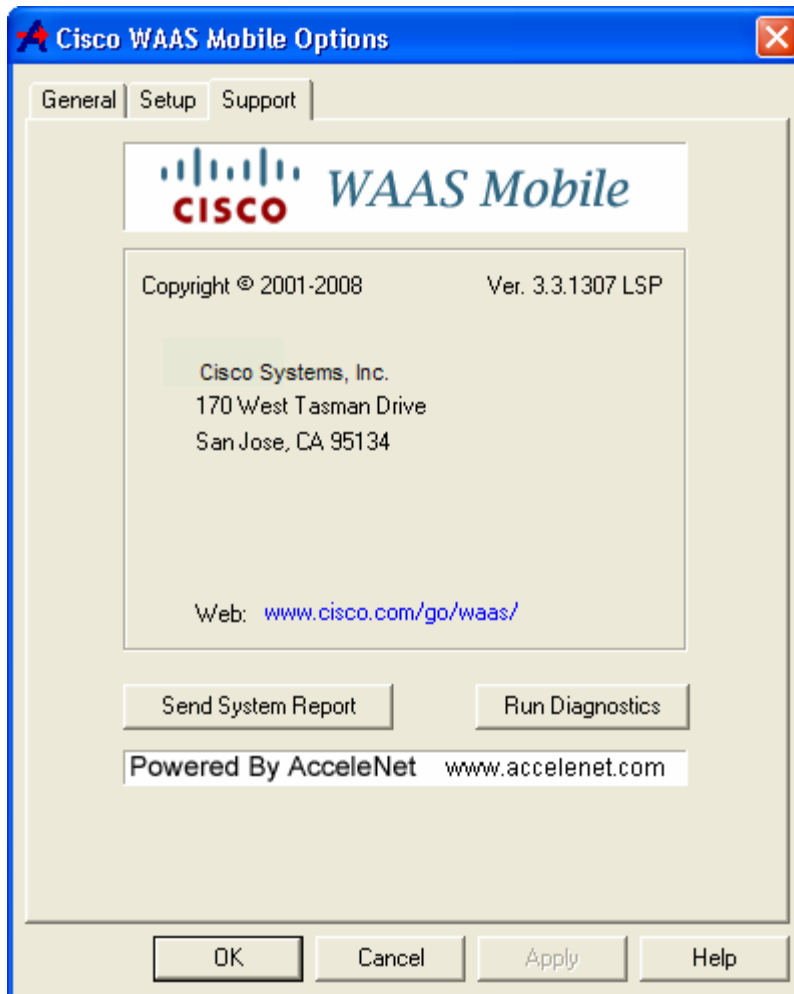 Cisco WAAS Mobile Options
General Setup Support
CISCO WAAS Mobile
Copyright © 2001-2008 Ver. 3.3.1307 LSP
Cisco Systems, Inc.
170 West Tasman Drive
San Jose, CA 95134
Web: www.cisco.com/go/waas/
Send System Report Run Diagnostics
Powered By AcceleNet www.accelenet.com
OK Cancel Apply Help